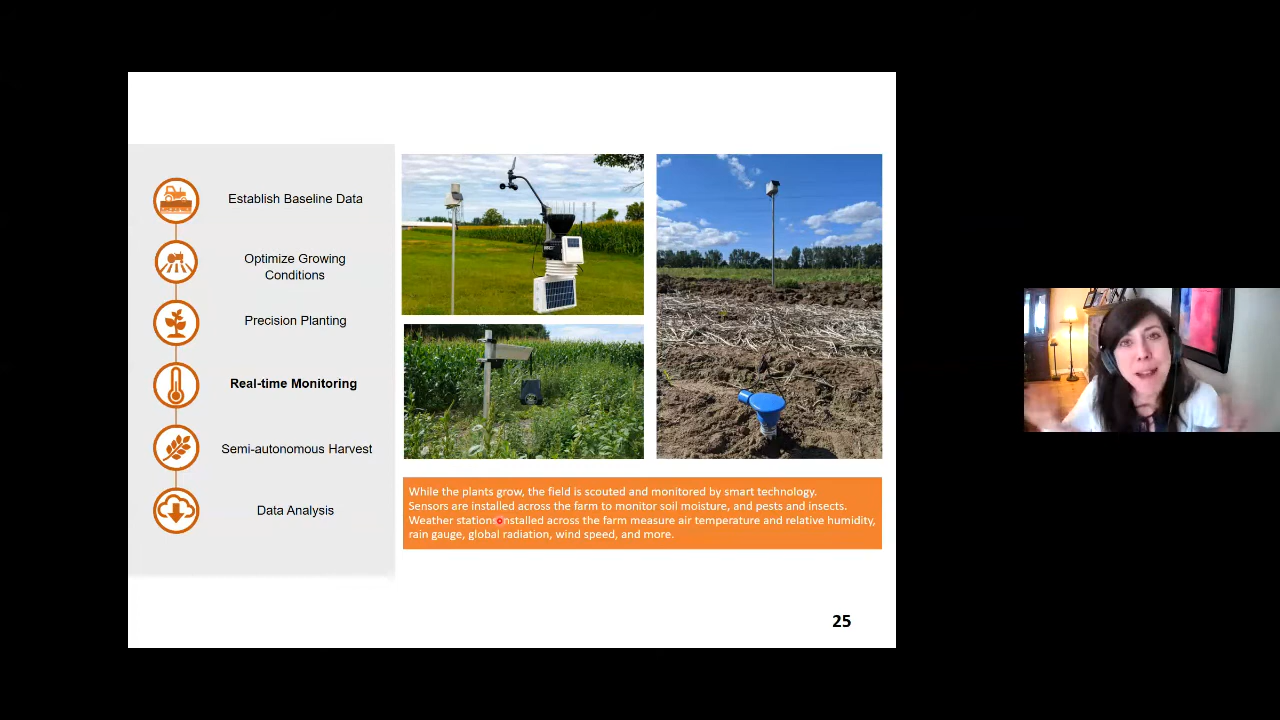 Establish Baseline Data
Optimize Growing
Conditions
Precision Planting
Real-time Monitoring
Semi-autonomous Harvest
Data Analysis
While the plants grow, the field is scouted and monitored by smart technology.
Sensors are installed across the farm to monitor soil moisture, and pests and insects.
Weather stations installed across the farm measure air temperature and relative humidity,
rain gauge, global radiation, wind speed, and more.
25